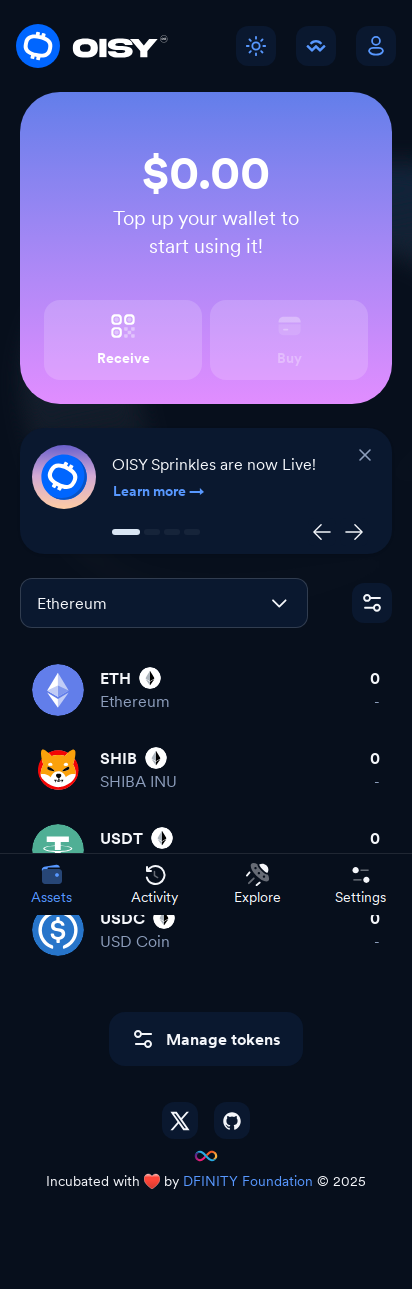 OISY
$0.00
Top up your wallet to
start using it!
Receive
Buy
OISY Sprinkles are now Live!
Learn more
Ethereum
ETH
0
Ethereum
-
SHIB
0
SHIBA INU
-
USDT
0
Assets
Activity
Explore
Settings
USDC
0
USD Coin
-
Manage tokens
Incubated with ❤️ by DFINITY Foundation © 2025